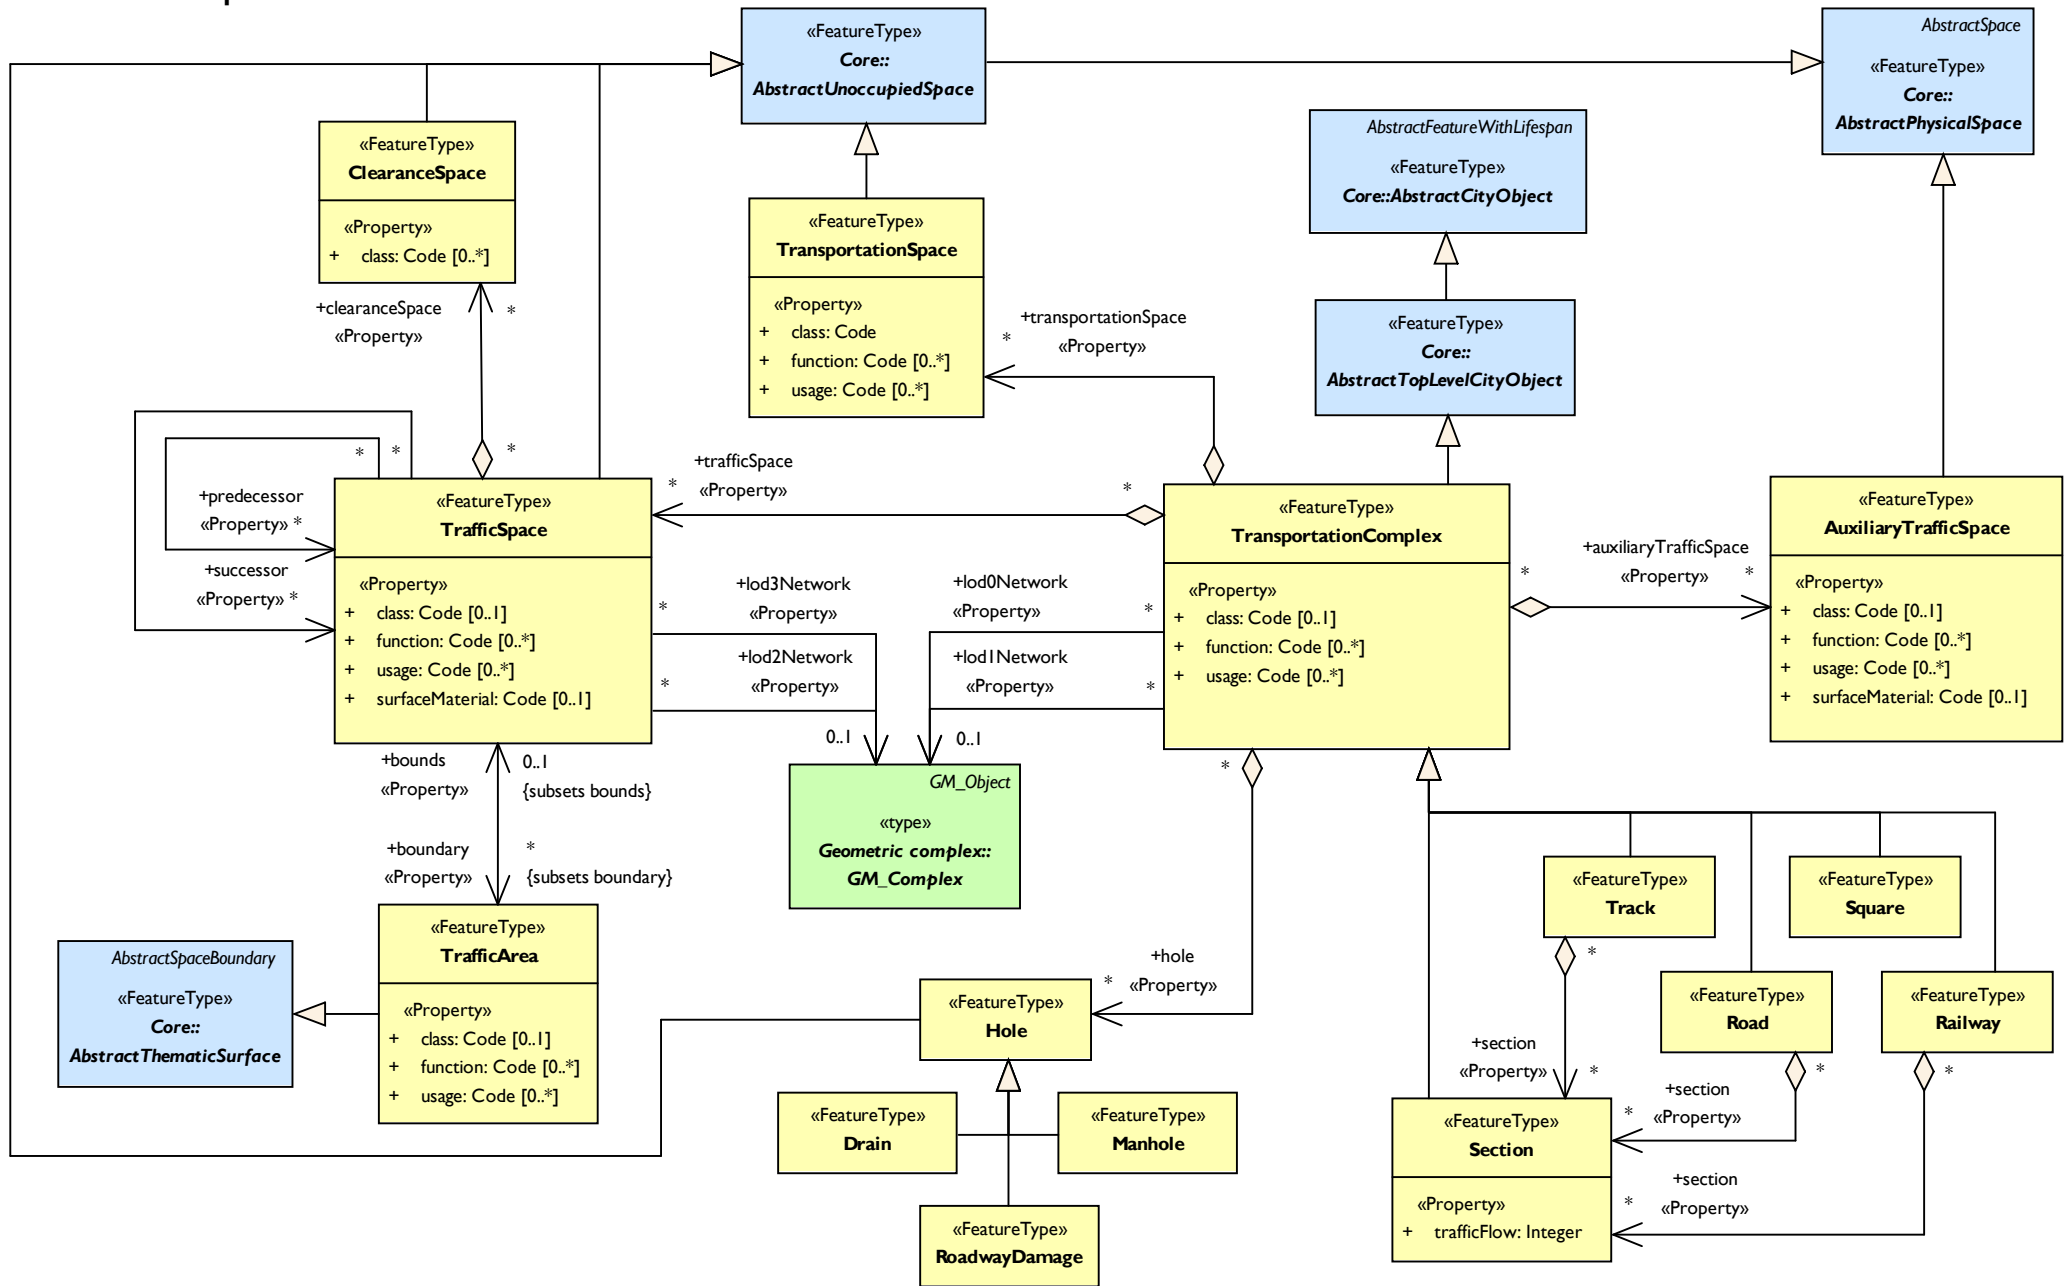 «FeatureType»
Core::
AbstractUnoccupiedSpace
AbstractSpace
«FeatureType»
Core::
AbstractPhysicalSpace
AbstractFeatureWithLifespan
«FeatureType»
Core::AbstractCityObject
«FeatureType»
ClearanceSpace
«Property»
+ class: Code [0..*]
«FeatureType»
TransportationSpace
«Property»
+ class: Code
+ function: Code [0..*]
+ usage: Code [0..*]
«FeatureType»
Core::
AbstractTopLevelCityObject
+clearanceSpace
«Property»
*
*
+transportationSpace
* «Property»
* *
+predecessor
«Property» *
+successor
«Property» *
+trafficSpace
* «Property»
*
«FeatureType»
TrafficSpace
«Property»
+ class: Code [0..1]
+ function: Code [0..*]
+ usage: Code [0..*]
+ surfaceMaterial: Code [0..1]
«FeatureType»
TransportationComplex
«Property»
+ class: Code [0..1]
+ function: Code [0..*]
+ usage: Code [0..*]
+auxiliaryTrafficSpace
* «Property» *
«FeatureType»
AuxiliaryTrafficSpace
«Property»
+ class: Code [0..1]
+ function: Code [0..*]
+ usage: Code [0..*]
+ surfaceMaterial: Code [0..1]
+lod3Network
* «Property»
+lod2Network
* «Property»
0..1
+lod0Network
«Property» *
+lod1Network
«Property» *
0..1
GM_Object
«type»
Geometric complex::
GM_Complex
+bounds 0..1
«Property» {subsets bounds}
+boundary *
«Property» {subsets boundary}
«FeatureType»
TrafficArea
«Property»
+ class: Code [0..1]
+ function: Code [0..*]
+ usage: Code [0..*]
AbstractSpaceBoundary
«FeatureType»
Core::
AbstractThematicSurface
*
+hole
* «Property»
«FeatureType»
Hole
«FeatureType»
Drain
«FeatureType»
Manhole
«FeatureType»
RoadwayDamage
«FeatureType»
Track
«FeatureType»
Square
«FeatureType»
Road
«FeatureType»
Railway
*
+section
«Property» *
*
+section
* «Property»
*
+section
* «Property»
«FeatureType»
Section
«Property»
+ trafficFlow: Integer